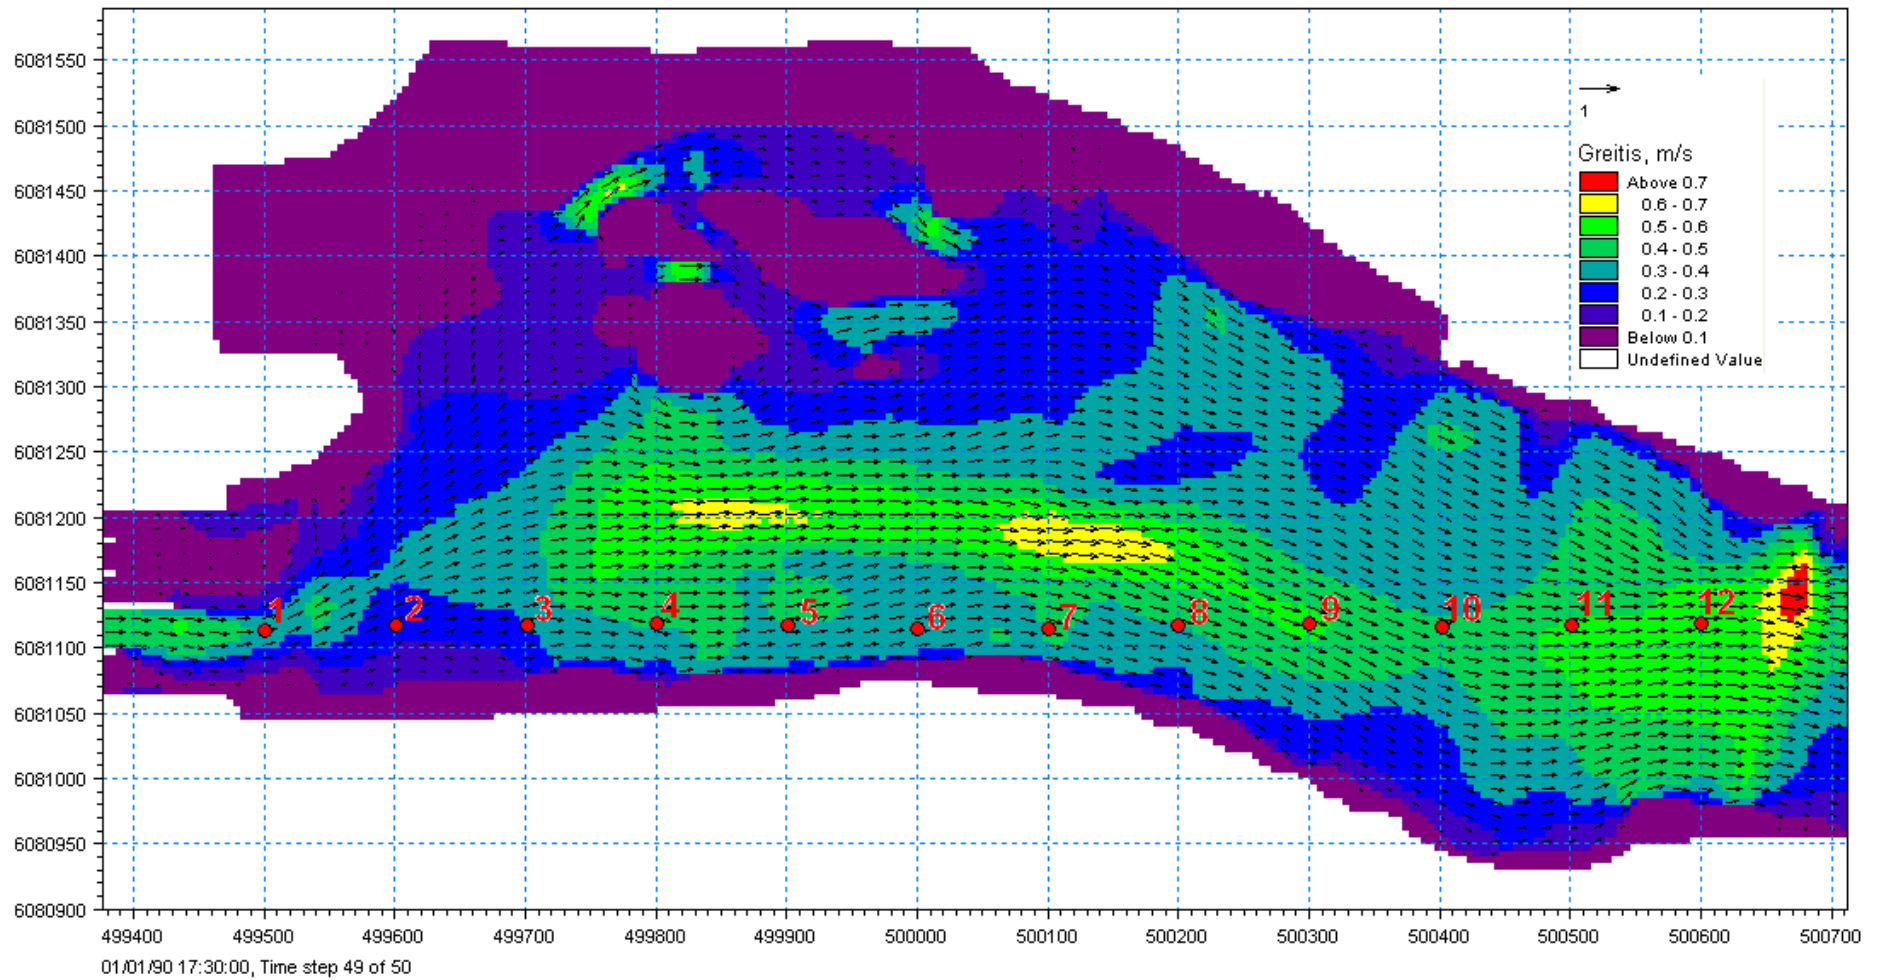 6081550
6081500
6081450
6081400
6081350
6081300
6081250
6081200
6081150
6081100
6081050
6081000
6080950
6080900
1
Greitis, m/s
Above 0.7
0.6 - 0.7
0.5 - 0.6
0.4 - 0.5
0.3 - 0.4
0.2 - 0.3
0.1 - 0.2
Below 0.1
Undefined Value
1 2 3 4 5 6 7 8 9 10 11 12
499400 499500 499600 499700 499800 499900 500000 500100 500200 500300 500400 500500 500600 500700
01/01/90 17:30:00, Time step 49 of 50